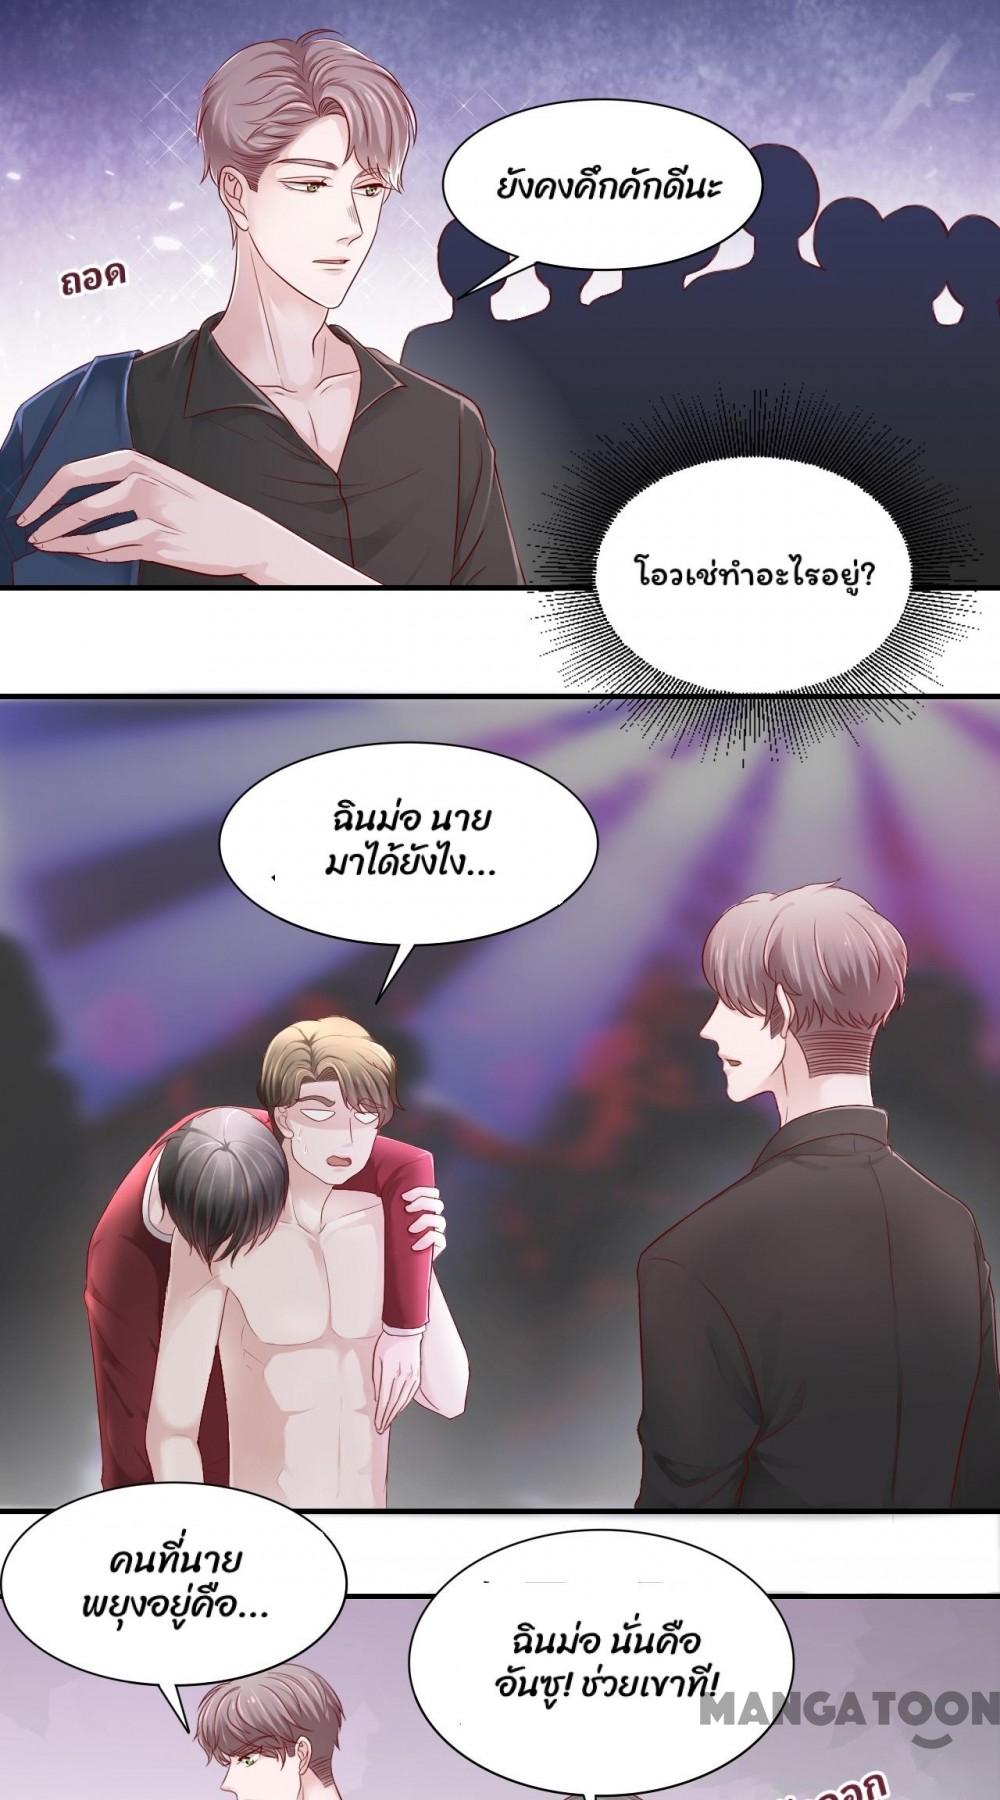 ยังคงคึกคักดีนะ
ถอด
โอวเช่ทำอะไรอยู่?
ฉินม่อ นาย
มาได้ยังไง...
คนที่นาย
พยุงอยู่คือ...
ฉินม่อ นั่นคือ
อันซู! ช่วยเขาที!
MANGATOON